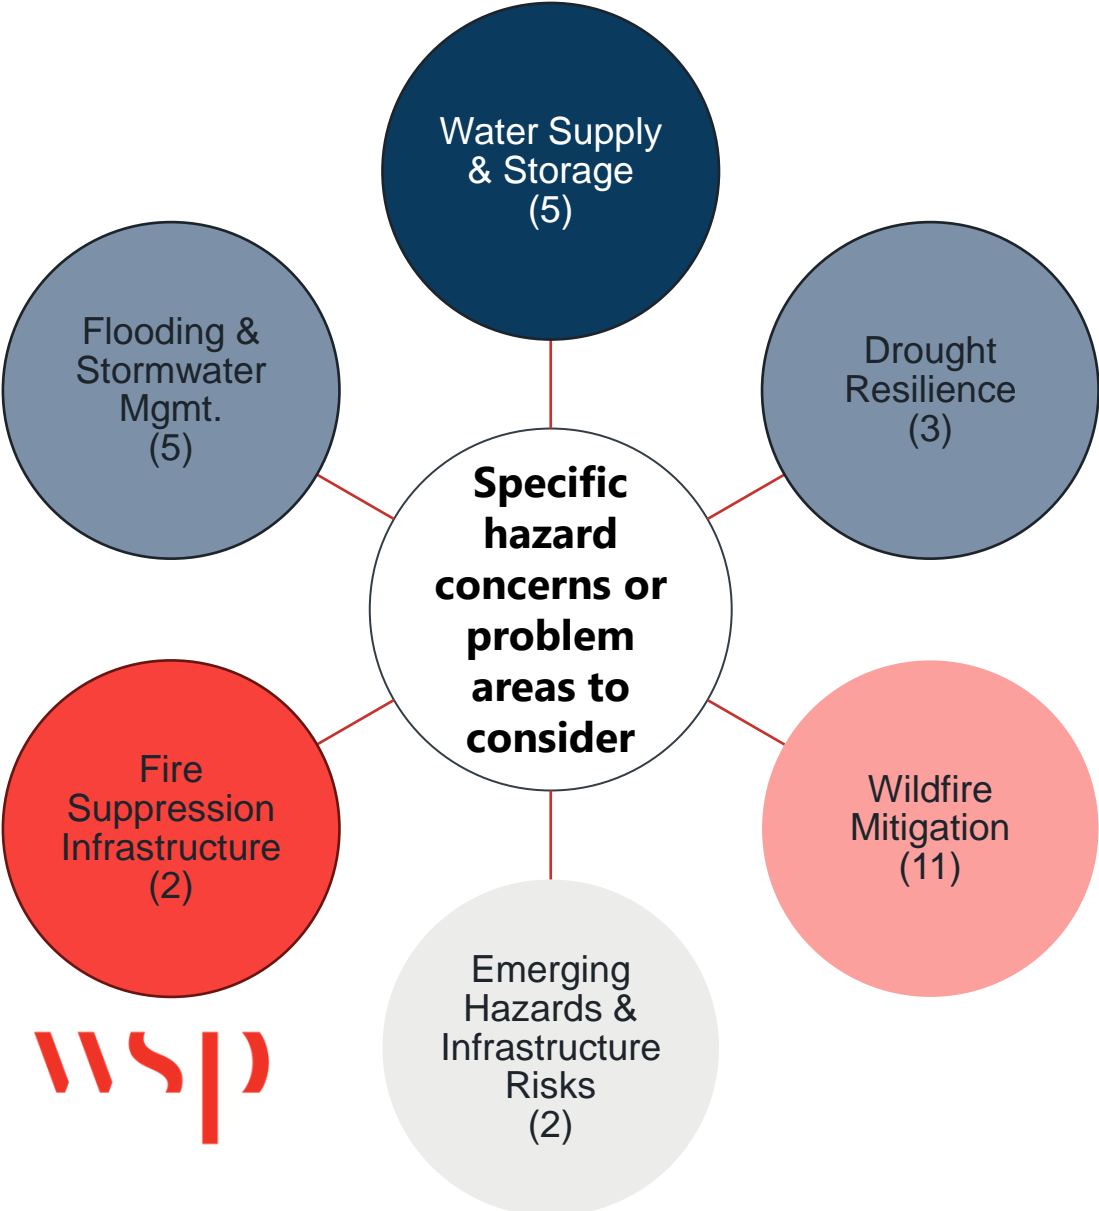 Water Supply
& Storage
(5)
Drought
Resilience
(3)
Wildfire
Mitigation
(11)
Emerging
Hazards &
Infrastructure
Risks
(2)
Fire
Suppression
Infrastructure
(2)
Flooding &
Stormwater
Mgmt.
(5)
Specific
hazard
concerns or
problem
areas to
consider
wsp